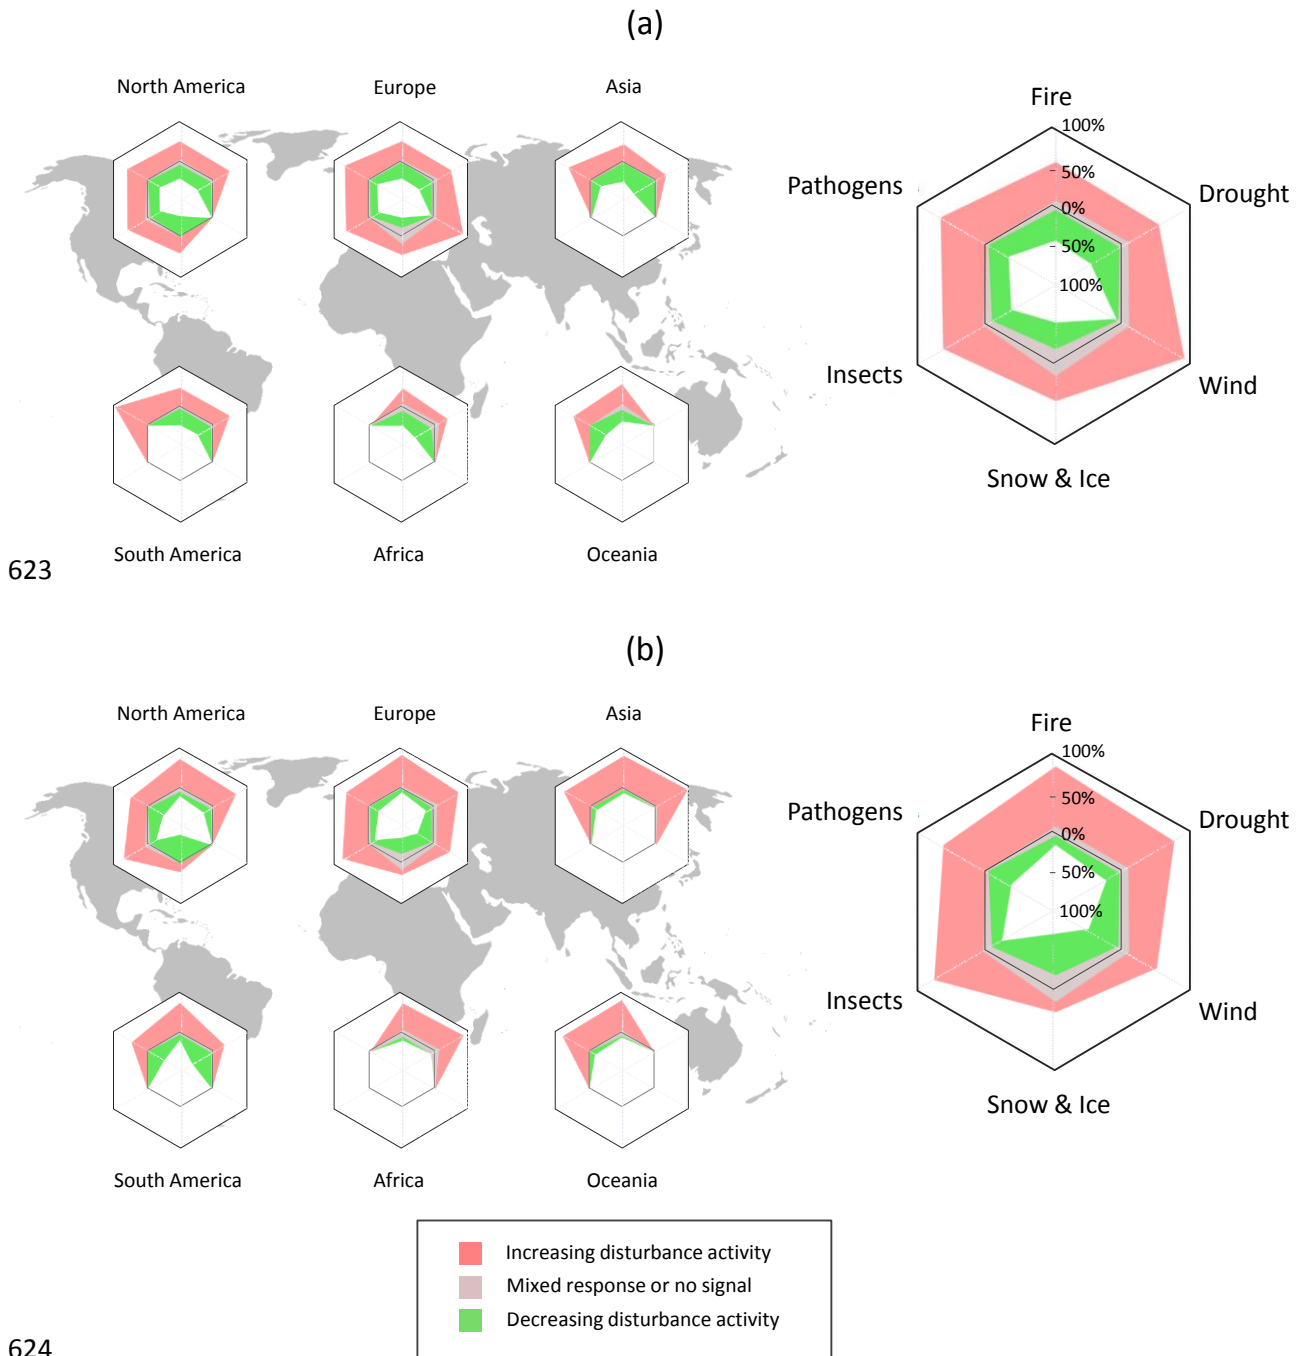 (a)
North America
Europe
Asia
Fire
100%
Pathogens
50%
Drought
0%
50%
100%
Insects
Wind
Snow & Ice
South America
Africa
Oceania
623
(b)
North America
Europe
Asia
Fire
100%
Pathogens
50%
Drought
0%
50%
100%
Insects
Wind
Snow & Ice
South America
Africa
Oceania
Increasing disturbance activity
Mixed response or no signal
Decreasing disturbance activity
624